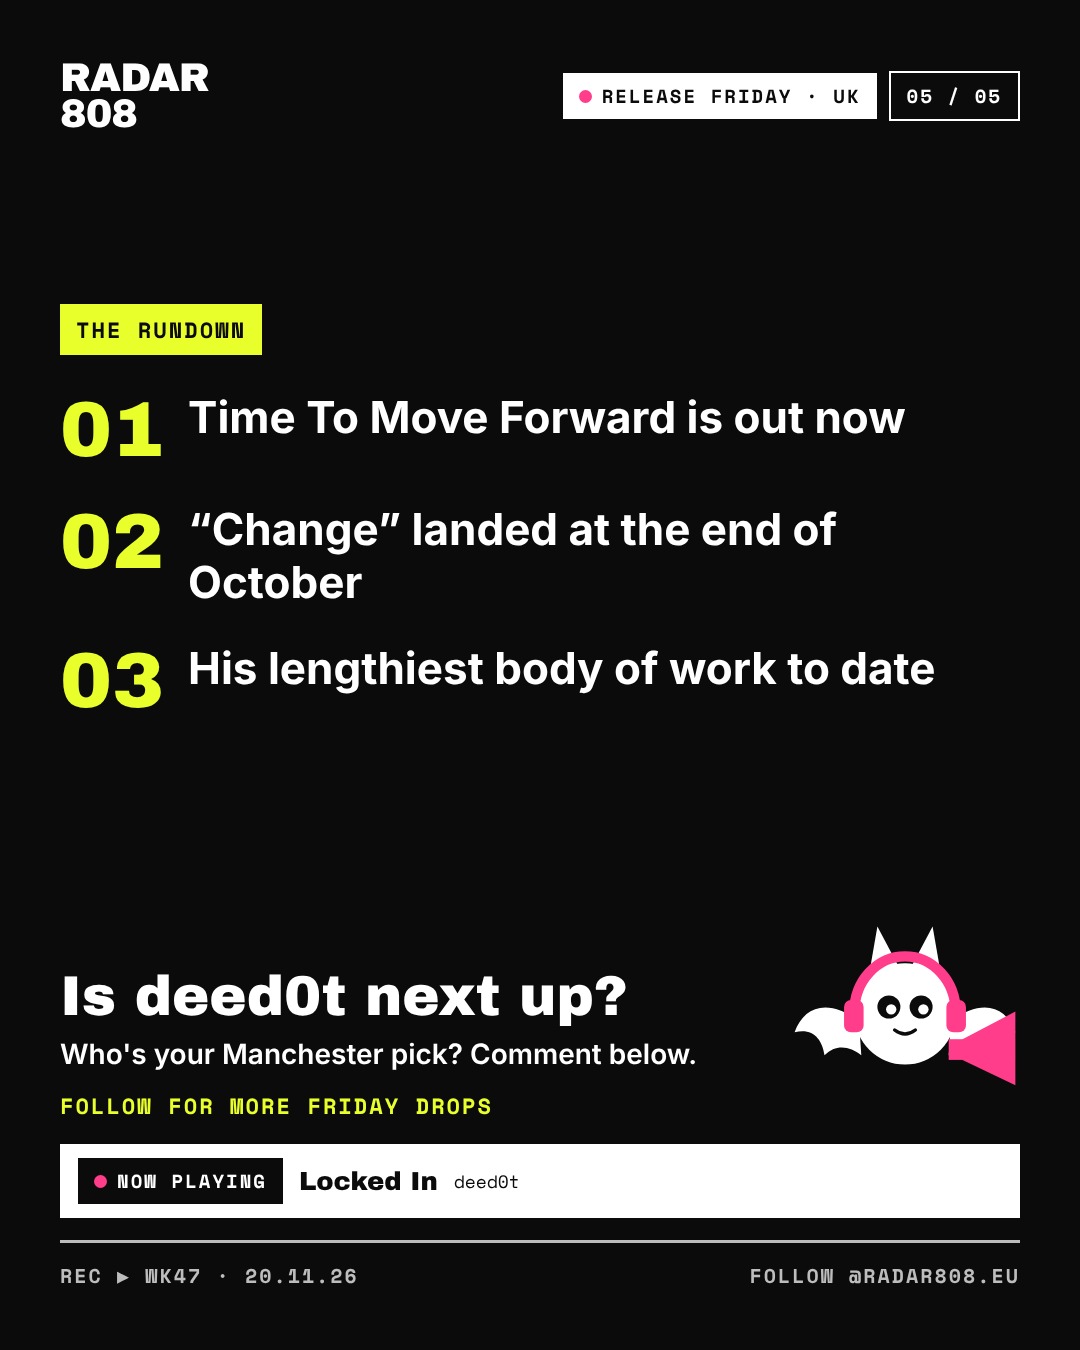 RADAR
808
RELEASE FRIDAY · UK
05 / 05
THE RUNDOWN
01 Time To Move Forward is out now
02 “Change” landed at the end of
October
03 His lengthiest body of work to date
Is deed0t next up?
Who's your Manchester pick? Comment below.
FOLLOW FOR MORE FRIDAY DROPS
NOW PLAYING Locked In deed0t
REC ▶ WK47 · 20.11.26
FOLLOW @RADAR808.EU